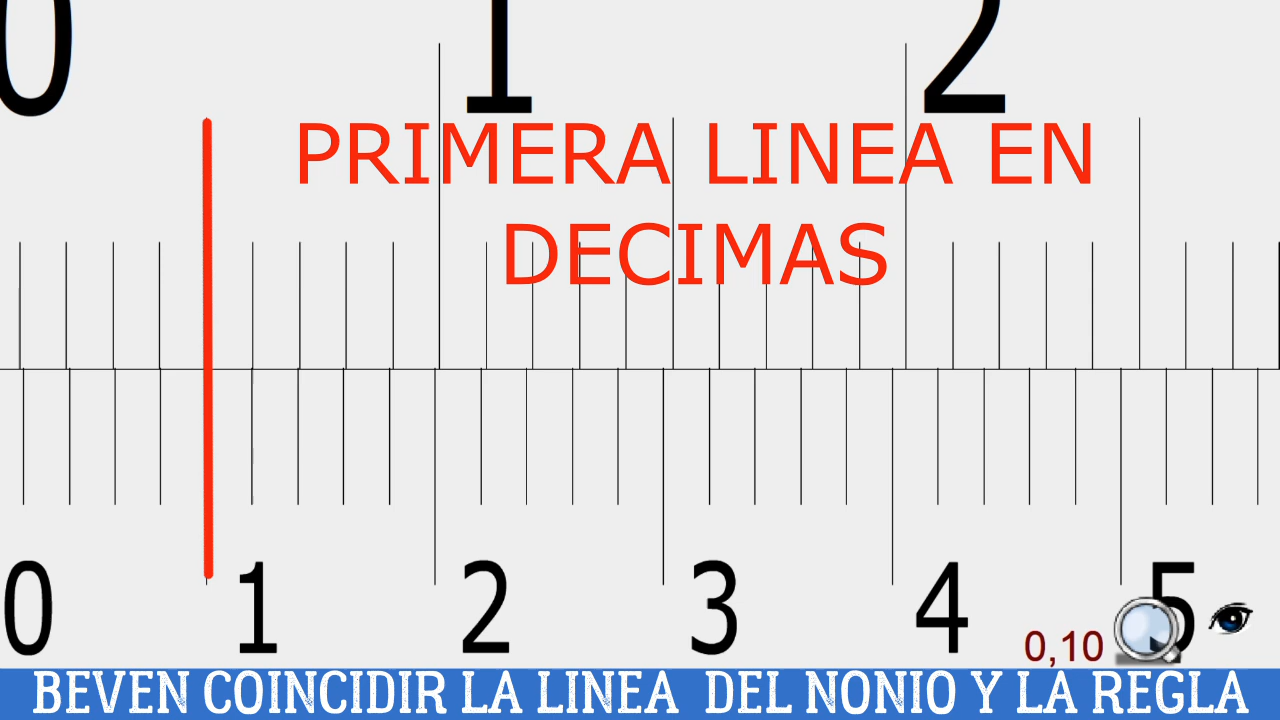 0 1 2
PRIMERA LINEA EN
DECIMAS
0 1 2 3 4 5
0,10
BEVEN COINCIDIR LA LINEA DEL NONIO Y LA REGLA